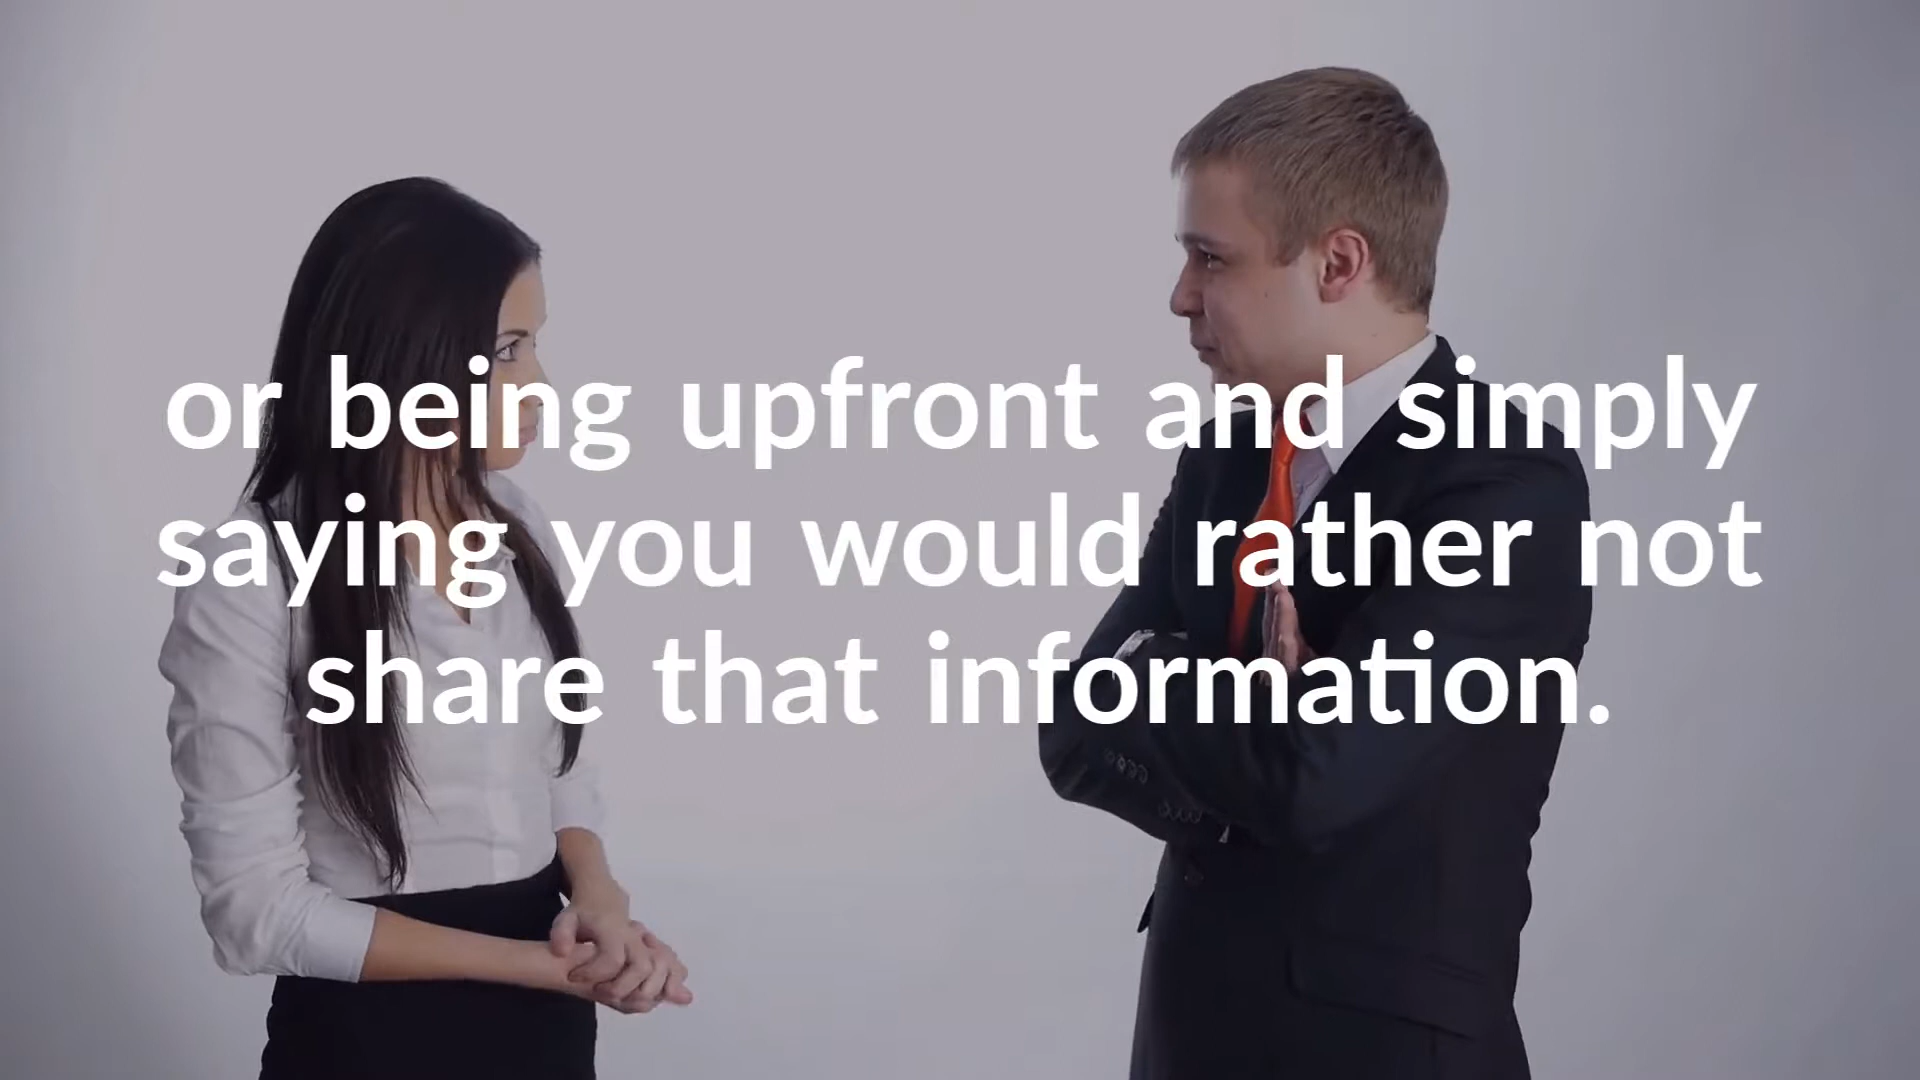 or being upfront and simply
saying you would rather not
share that information.